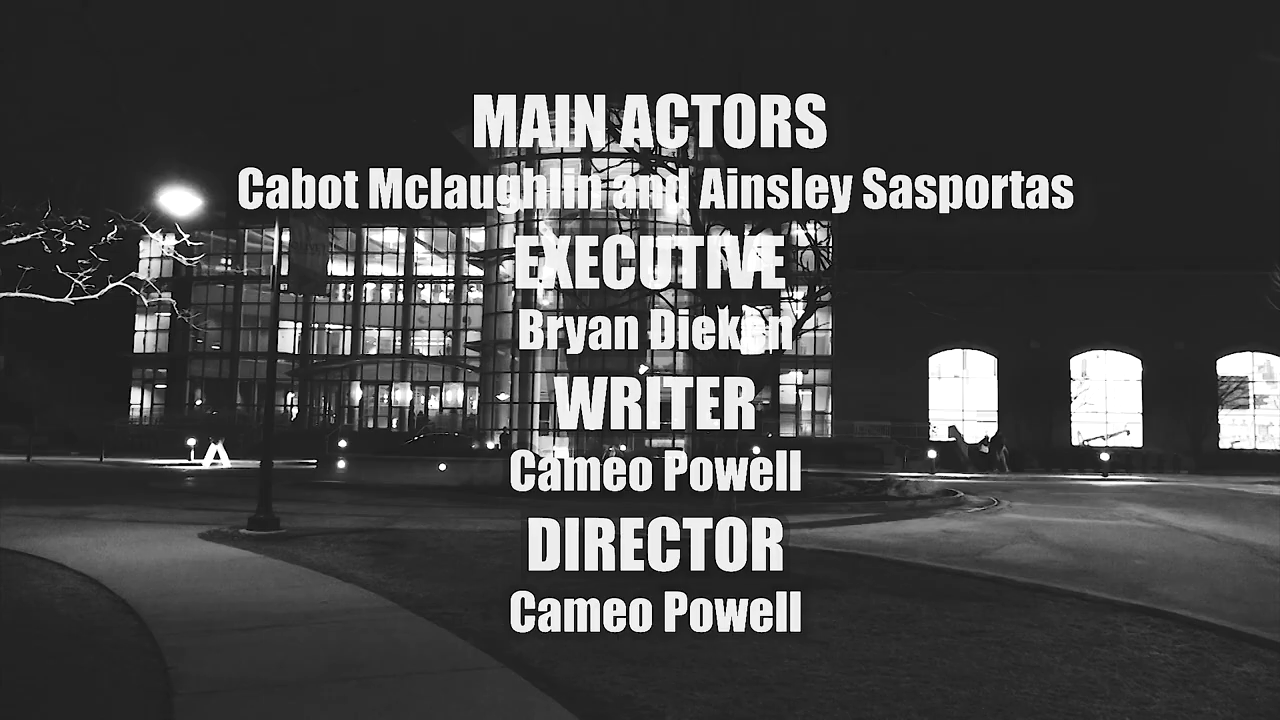 MAIN ACTORS
Cabot Mclaughlin and Ainsley Sasportas
EXECUTIVE
Bryan Dieken
WRITER
Cameo Powell
DIRECTOR
Cameo Powell